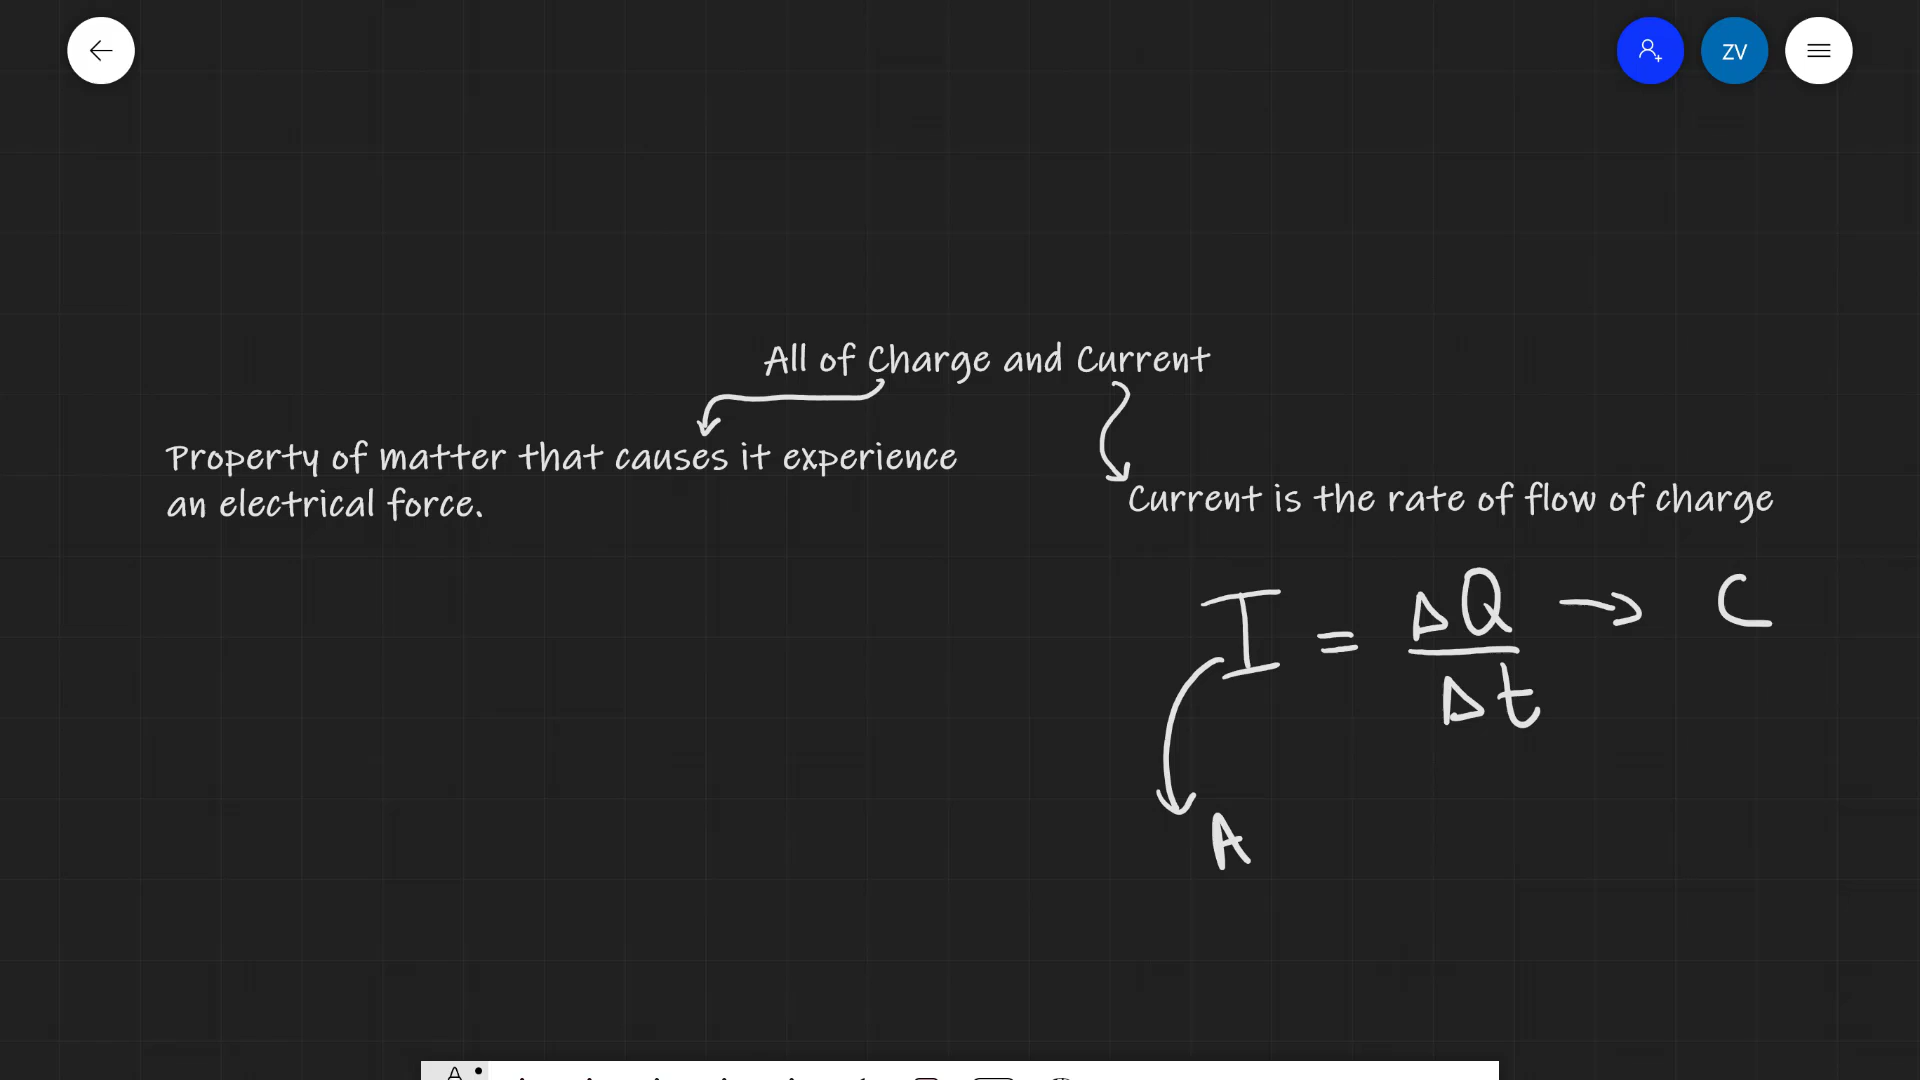 ZV
All of Charge and Current
Property of matter that causes it experience
an electrical force.
Current is the rate of flow of charge
I = ΔQ/Δt → C
A